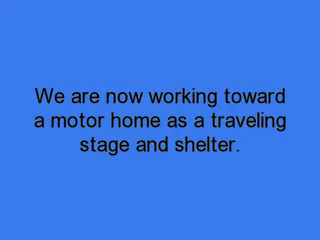 We are now working toward
a motor home as a traveling
stage and shelter.